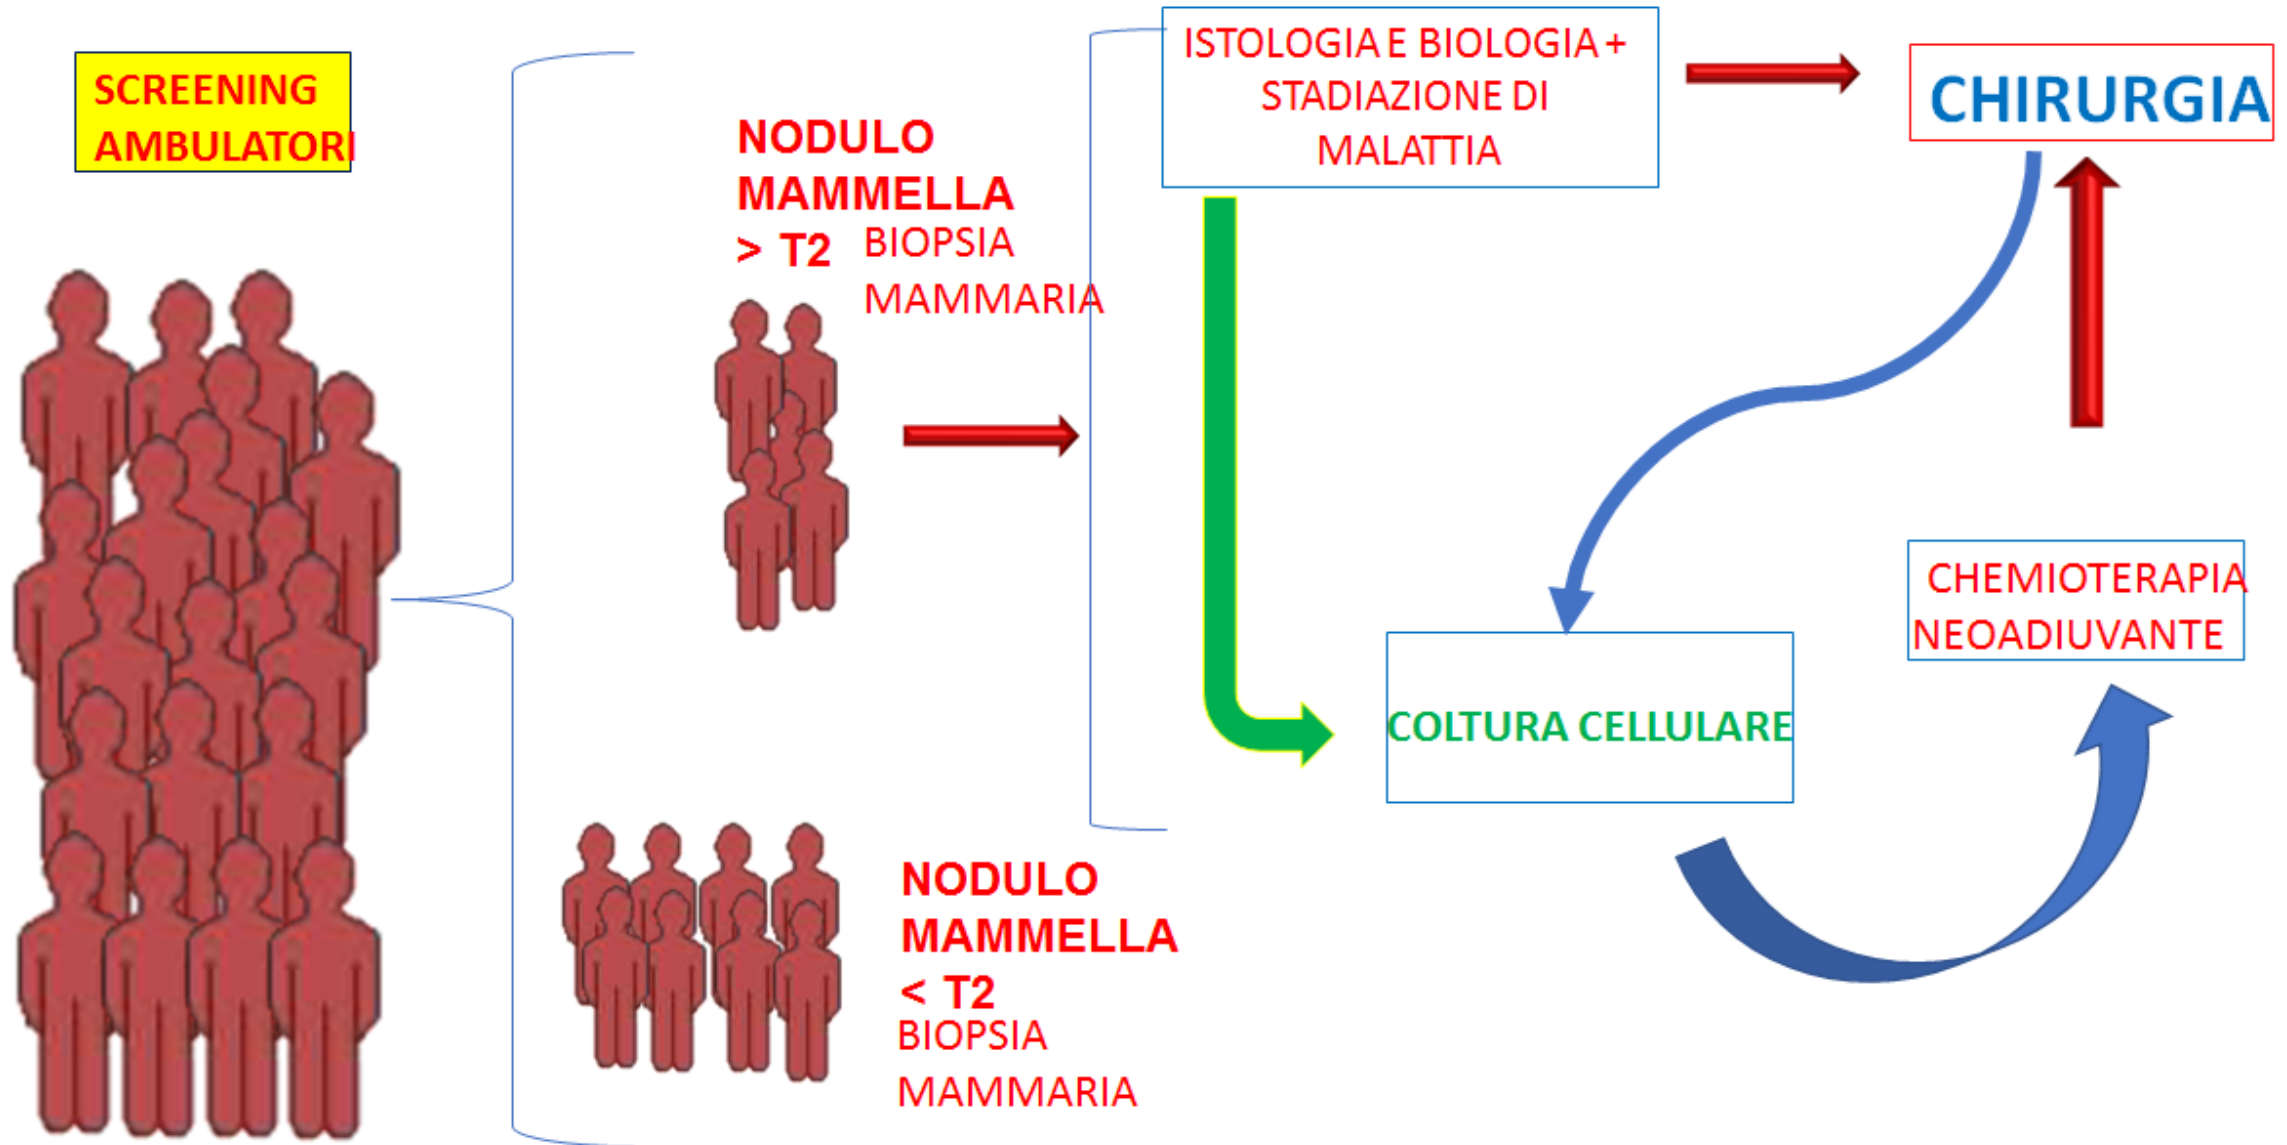 SCREENING
AMBULATORI
NODULO
MAMMELLA
> T2
BIOPSIA
MAMMARIA
ISTOLOGIA E BIOLOGIA +
STADIAZIONE DI
MALATTIA
CHIRURGIA
CHEMIOTERAPIA
NEOADIUVANTE
COLTURA CELLULARE
NODULO
MAMMELLA
< T2
BIOPSIA
MAMMARIA